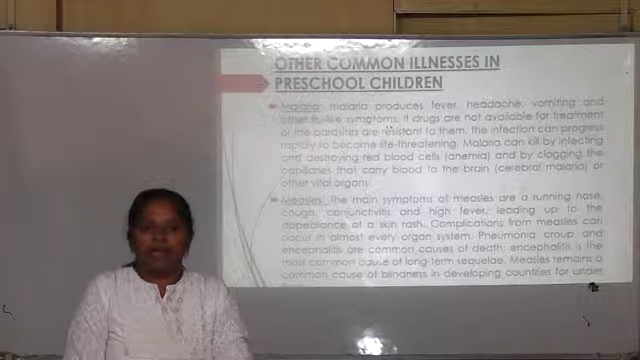 OTHER COMMON ILLNESSES IN
PRESCHOOL CHILDREN
Malaria: malaria produces fever, headache, vomiting and
other flu-like symptoms. If drugs are not available for treatment
or the parasites are resistant to them, the infection can progress
rapidly to become life-threatening. Malaria can kill by infecting
and destroying red blood cells (anemia) and by clogging the
capillaries that carry blood to the brain (cerebral malaria) or
other vital organs.
Measles: The main symptoms of measles are a running nose,
cough, conjunctivitis and high fever, leading up to the
appearance of a skin rash. Complications from measles can
occur in almost every organ system. Pneumonia, croup, and
encephalitis are common causes of death; encephalitis is the
most common cause of long-term sequelae. Measles remains a
common cause of blindness in developing countries for under